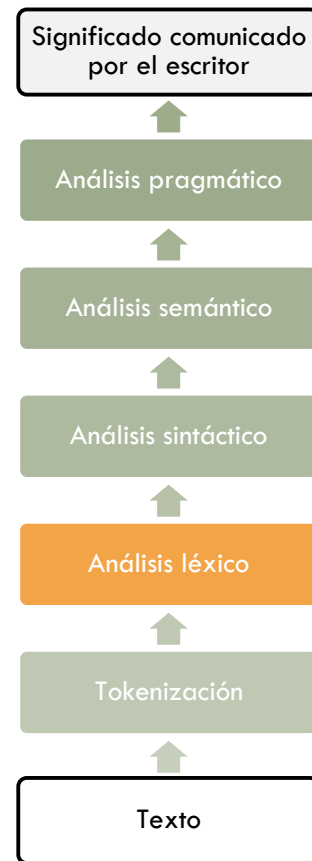 Significado comunicado
por el escritor
Análisis pragmático
Análisis semántico
Análisis sintáctico
Análisis léxico
Tokenización
Texto